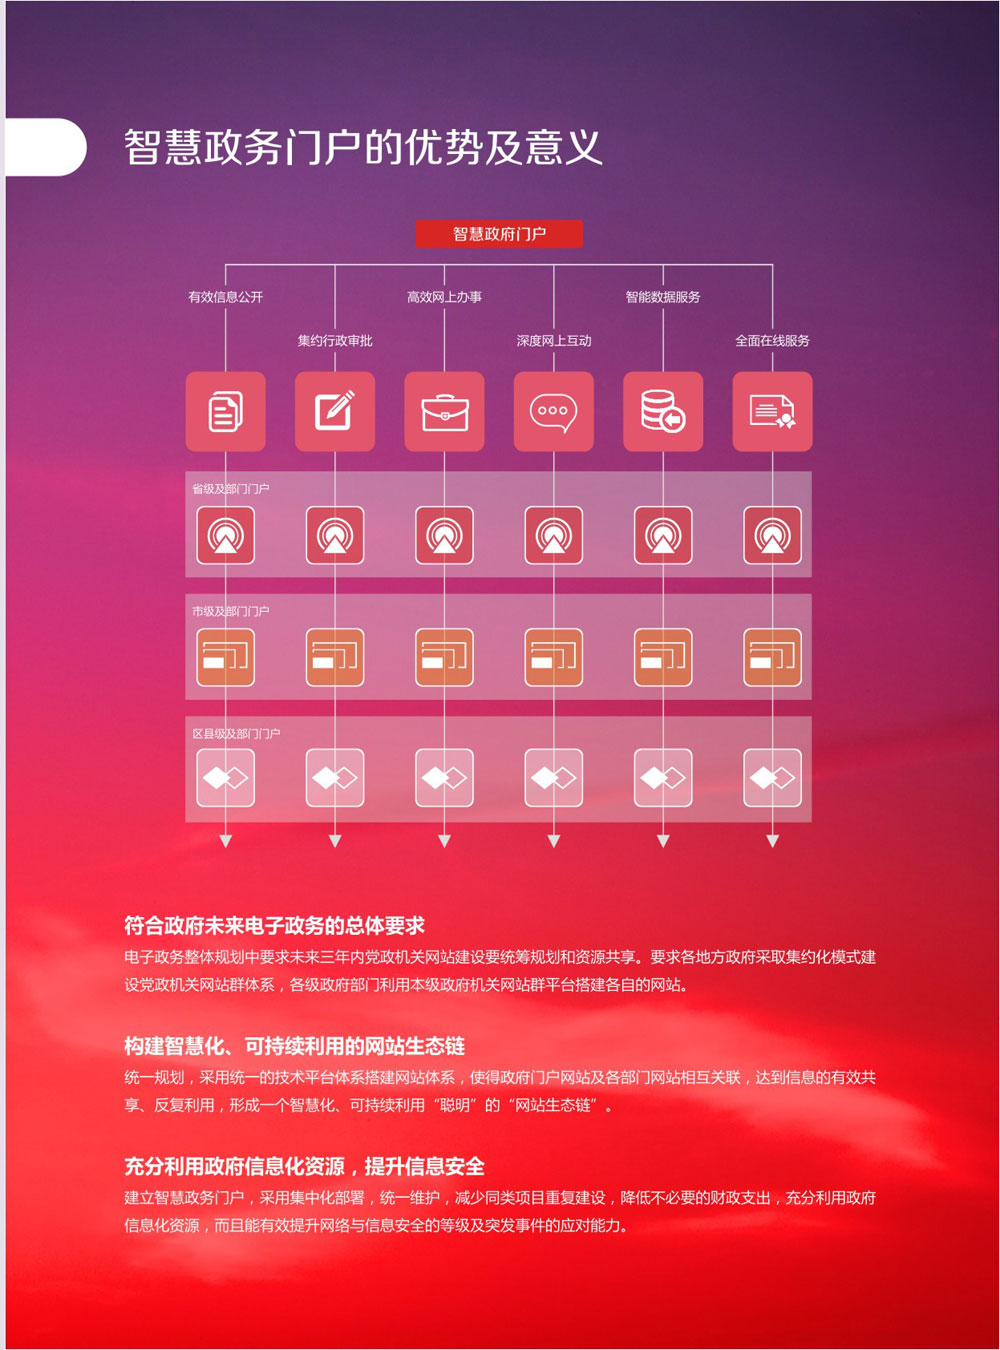 智慧政务门户的优势及意义
智慧政府门户
有效信息公开
高效网上办事
智能数据服务
集约行政审批
深度网上互动
全面在线服务
省级及部门门户
市级及部门门户
区县级及部门门户
符合政府未来电子政务的总体要求
电子政务整体规划中要求未来三年内党政机关网站建设要统筹规划和资源共享。要求各地方政府采取集约化模式建
设党政机关网站群体系，各级政府部门利用本级政府机关网站群平台搭建各自的网站。
构建智慧化、可持续利用的网站生态链
统一规划，采用统一的技术平台体系搭建网站体系，使得政府门户网站及各部门网站相互关联，达到信息的有效共
享、反复利用，形成一个智慧化、可持续利用“聪明”的“网站生态链”。
充分利用政府信息化资源，提升信息安全
建立智慧政务门户，采用集中化部署，统一维护，减少同类项目重复建设，降低不必要的财政支出，充分利用政府
信息化资源，而且能有效提升网络与信息安全的等级及突发事件的应对能力。